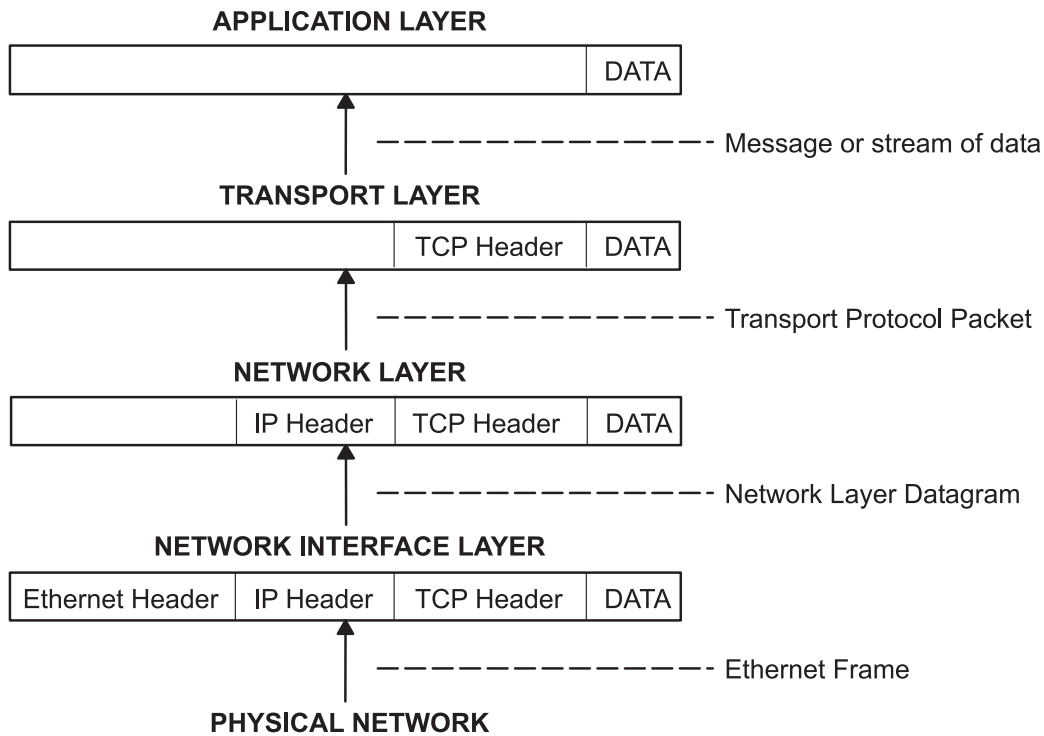 APPLICATION LAYER
DATA
Message or stream of data
TRANSPORT LAYER
TCP Header DATA
Transport Protocol Packet
NETWORK LAYER
IP Header TCP Header DATA
Network Layer Datagram
NETWORK INTERFACE LAYER
Ethernet Header IP Header TCP Header DATA
Ethernet Frame
PHYSICAL NETWORK